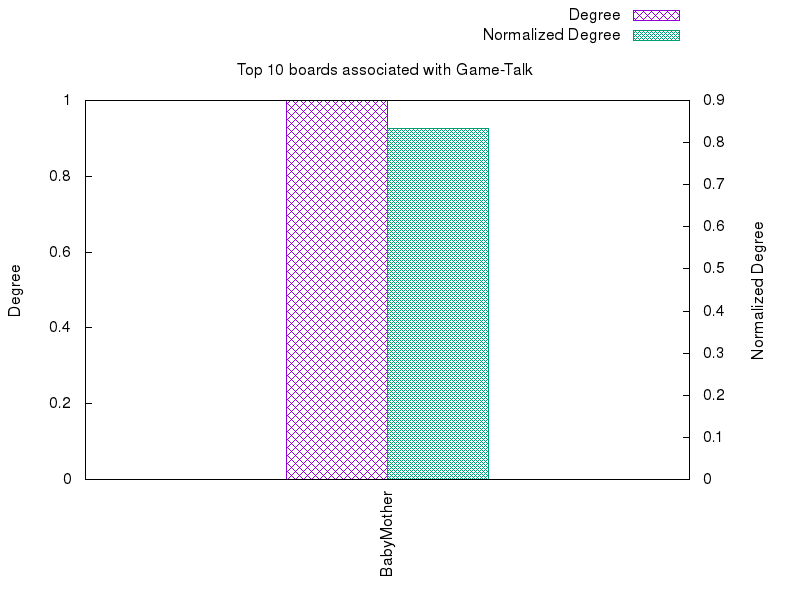 Degree
Normalized Degree
Top 10 boards associated with Game-Talk
1
0.8
0.6
0.4
0.2
0
Degree
0.9
0.8
0.7
0.6
0.5
0.4
0.3
0.2
0.1
0
Normalized Degree
BabyMother